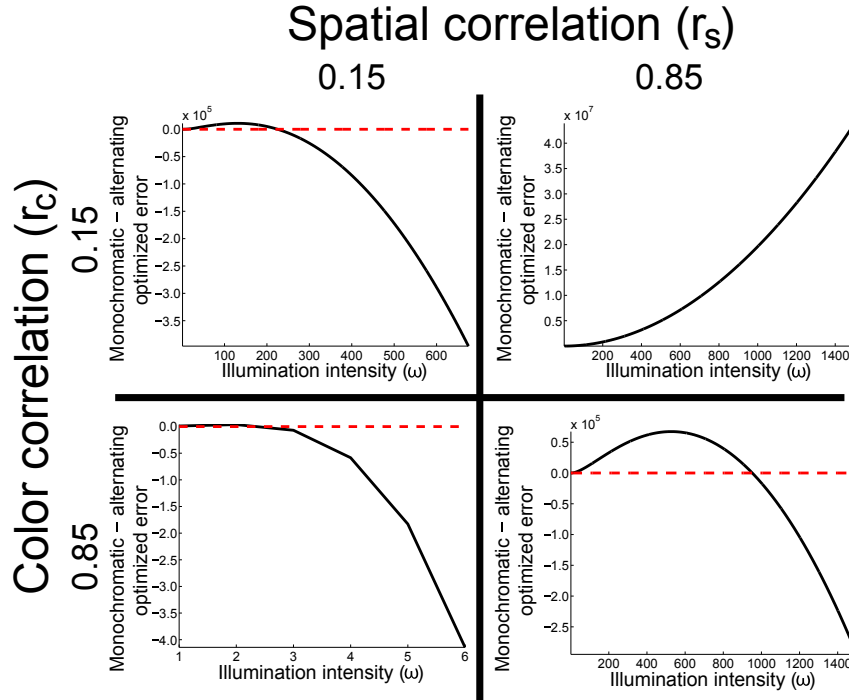 Spatial correlation (rs)
0.15 0.85
Color correlation (rc)
0.15
0.85
x 10^5
0.0
−0.5
−1.0
−1.5
−2.0
−2.5
−3.0
−3.5
100 200 300 400 500 600
Monochromatic − alternating
optimized error
Illumination intensity (ω)
x 10^7
4.0
3.5
3.0
2.5
2.0
1.5
1.0
0.5
200 400 600 800 1000 1200 1400
Monochromatic − alternating
optimized error
Illumination intensity (ω)
0.0
−0.5
−1.0
−1.5
−2.0
−2.5
−3.0
−3.5
−4.0
1 2 3 4 5 6
Monochromatic − alternating
optimized error
Illumination intensity (ω)
x 10^5
0.5
0.0
−0.5
−1.0
−1.5
−2.0
−2.5
200 400 600 800 1000 1200 1400
Monochromatic − alternating
optimized error
Illumination intensity (ω)